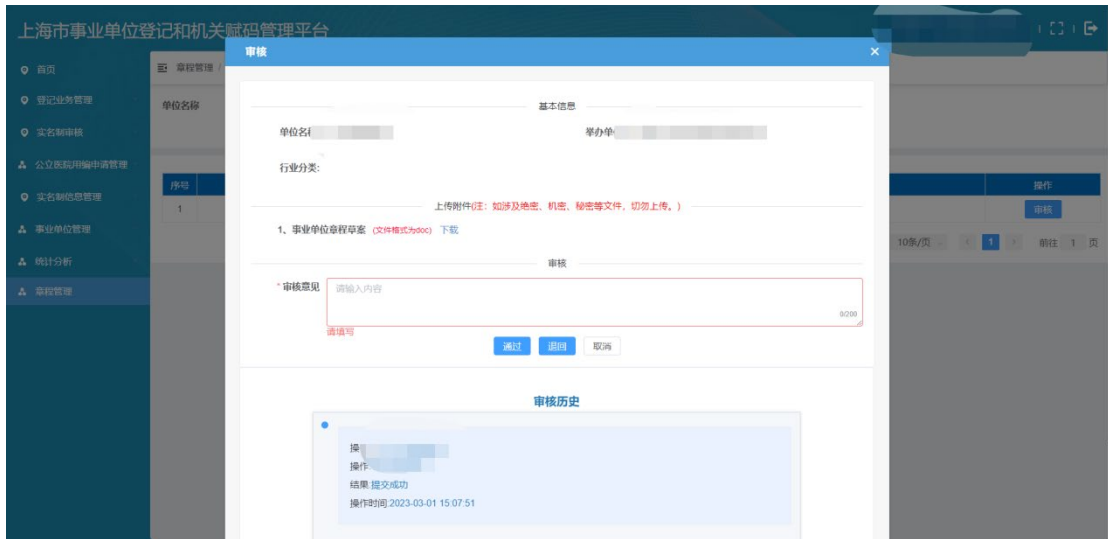 上海市事业单位登记和机关赋码管理平台
审核
首页
章程管理 /
登记业务管理
单位名称
基本信息
实名制审核
单位名
举办单
公立医院用编申请管理
行业分类:
实名制信息管理
序号
操作
上传附件(注：如涉及绝密、机密、秘密等文件，切勿上传。)
1
审核
事业单位管理
1、事业单位章程草案 (文件格式为doc) 下载
10条/页
1
前往 1 页
统计分析
审核
章程管理
*审核意见
请输入内容
0/200
请填写
通过
退回
取消
审核历史
操
操作
结果:提交成功
操作时间:2023-03-01 15:07:51